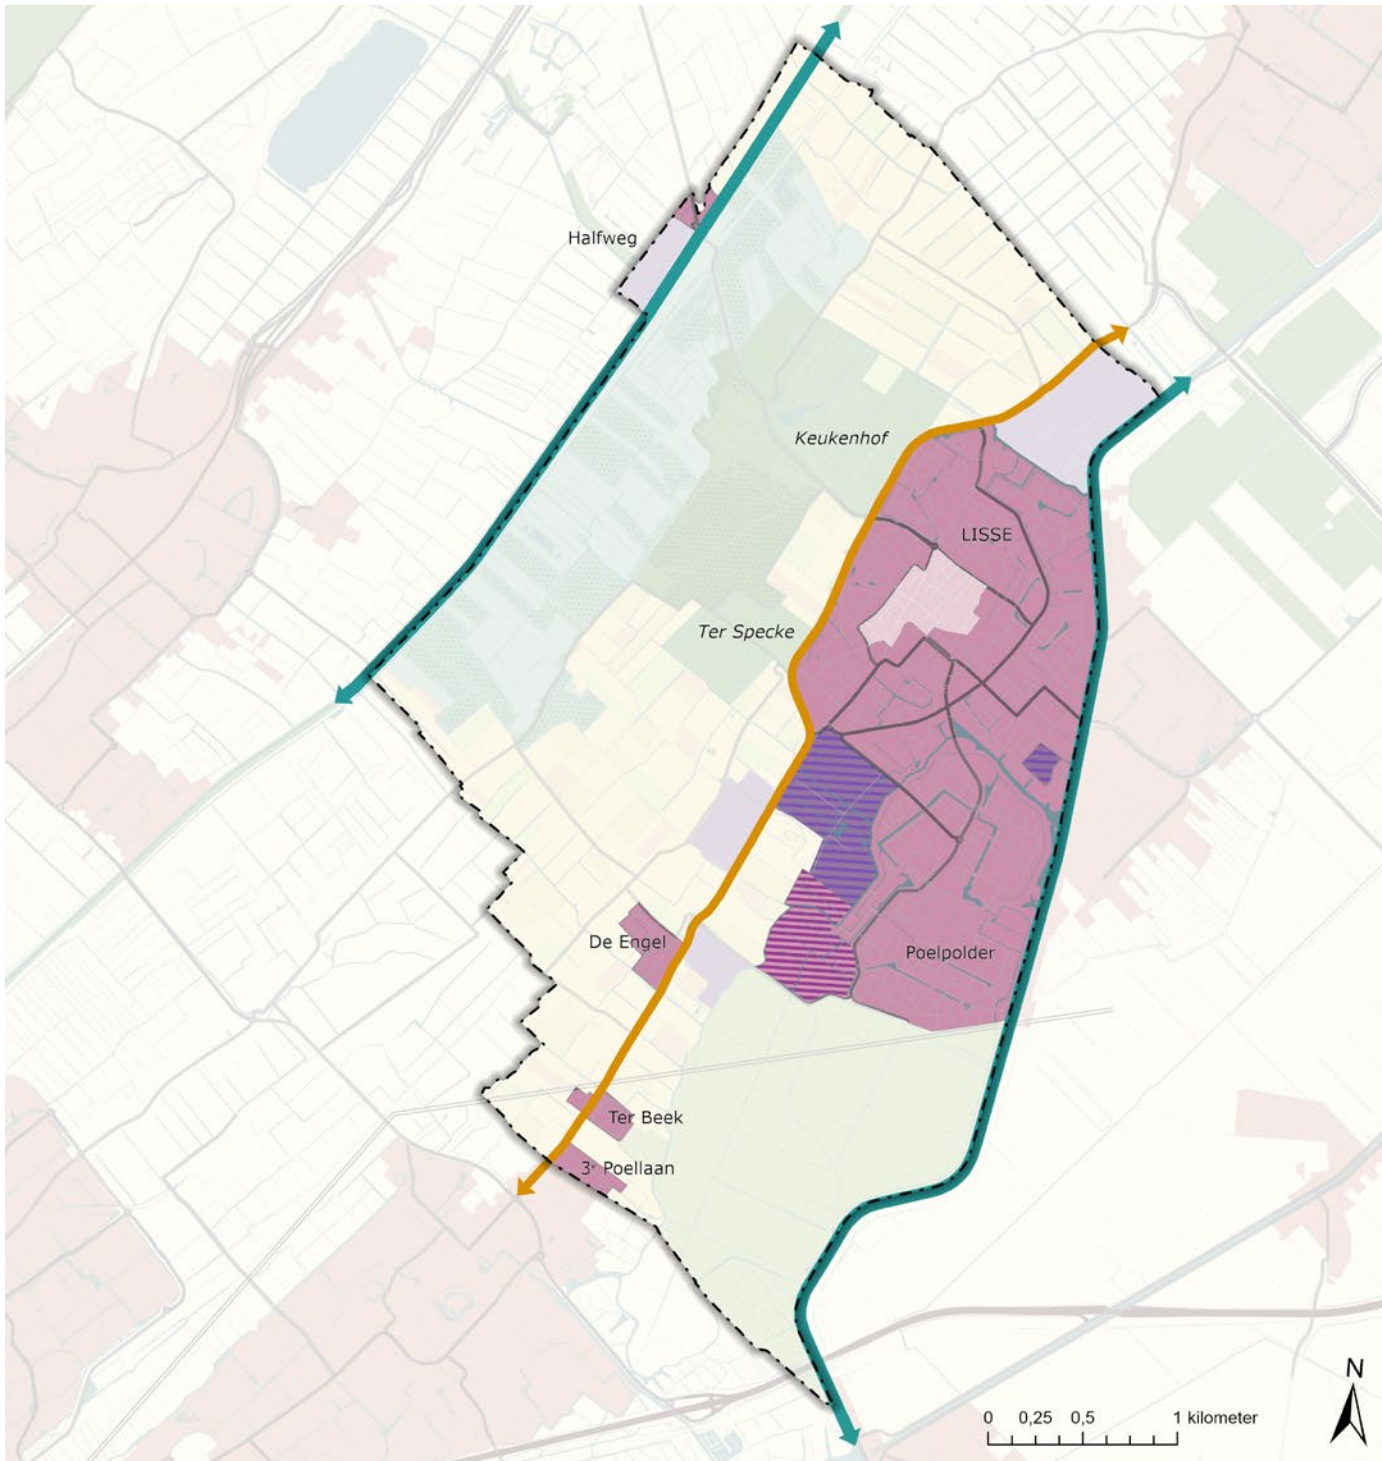 Halfweg
Keukenhof
LISSE
Ter Specke
De Engel
Poelpolder
Ter Beek
3e Poellaan
N
0 0,25 0,5 1 kilometer